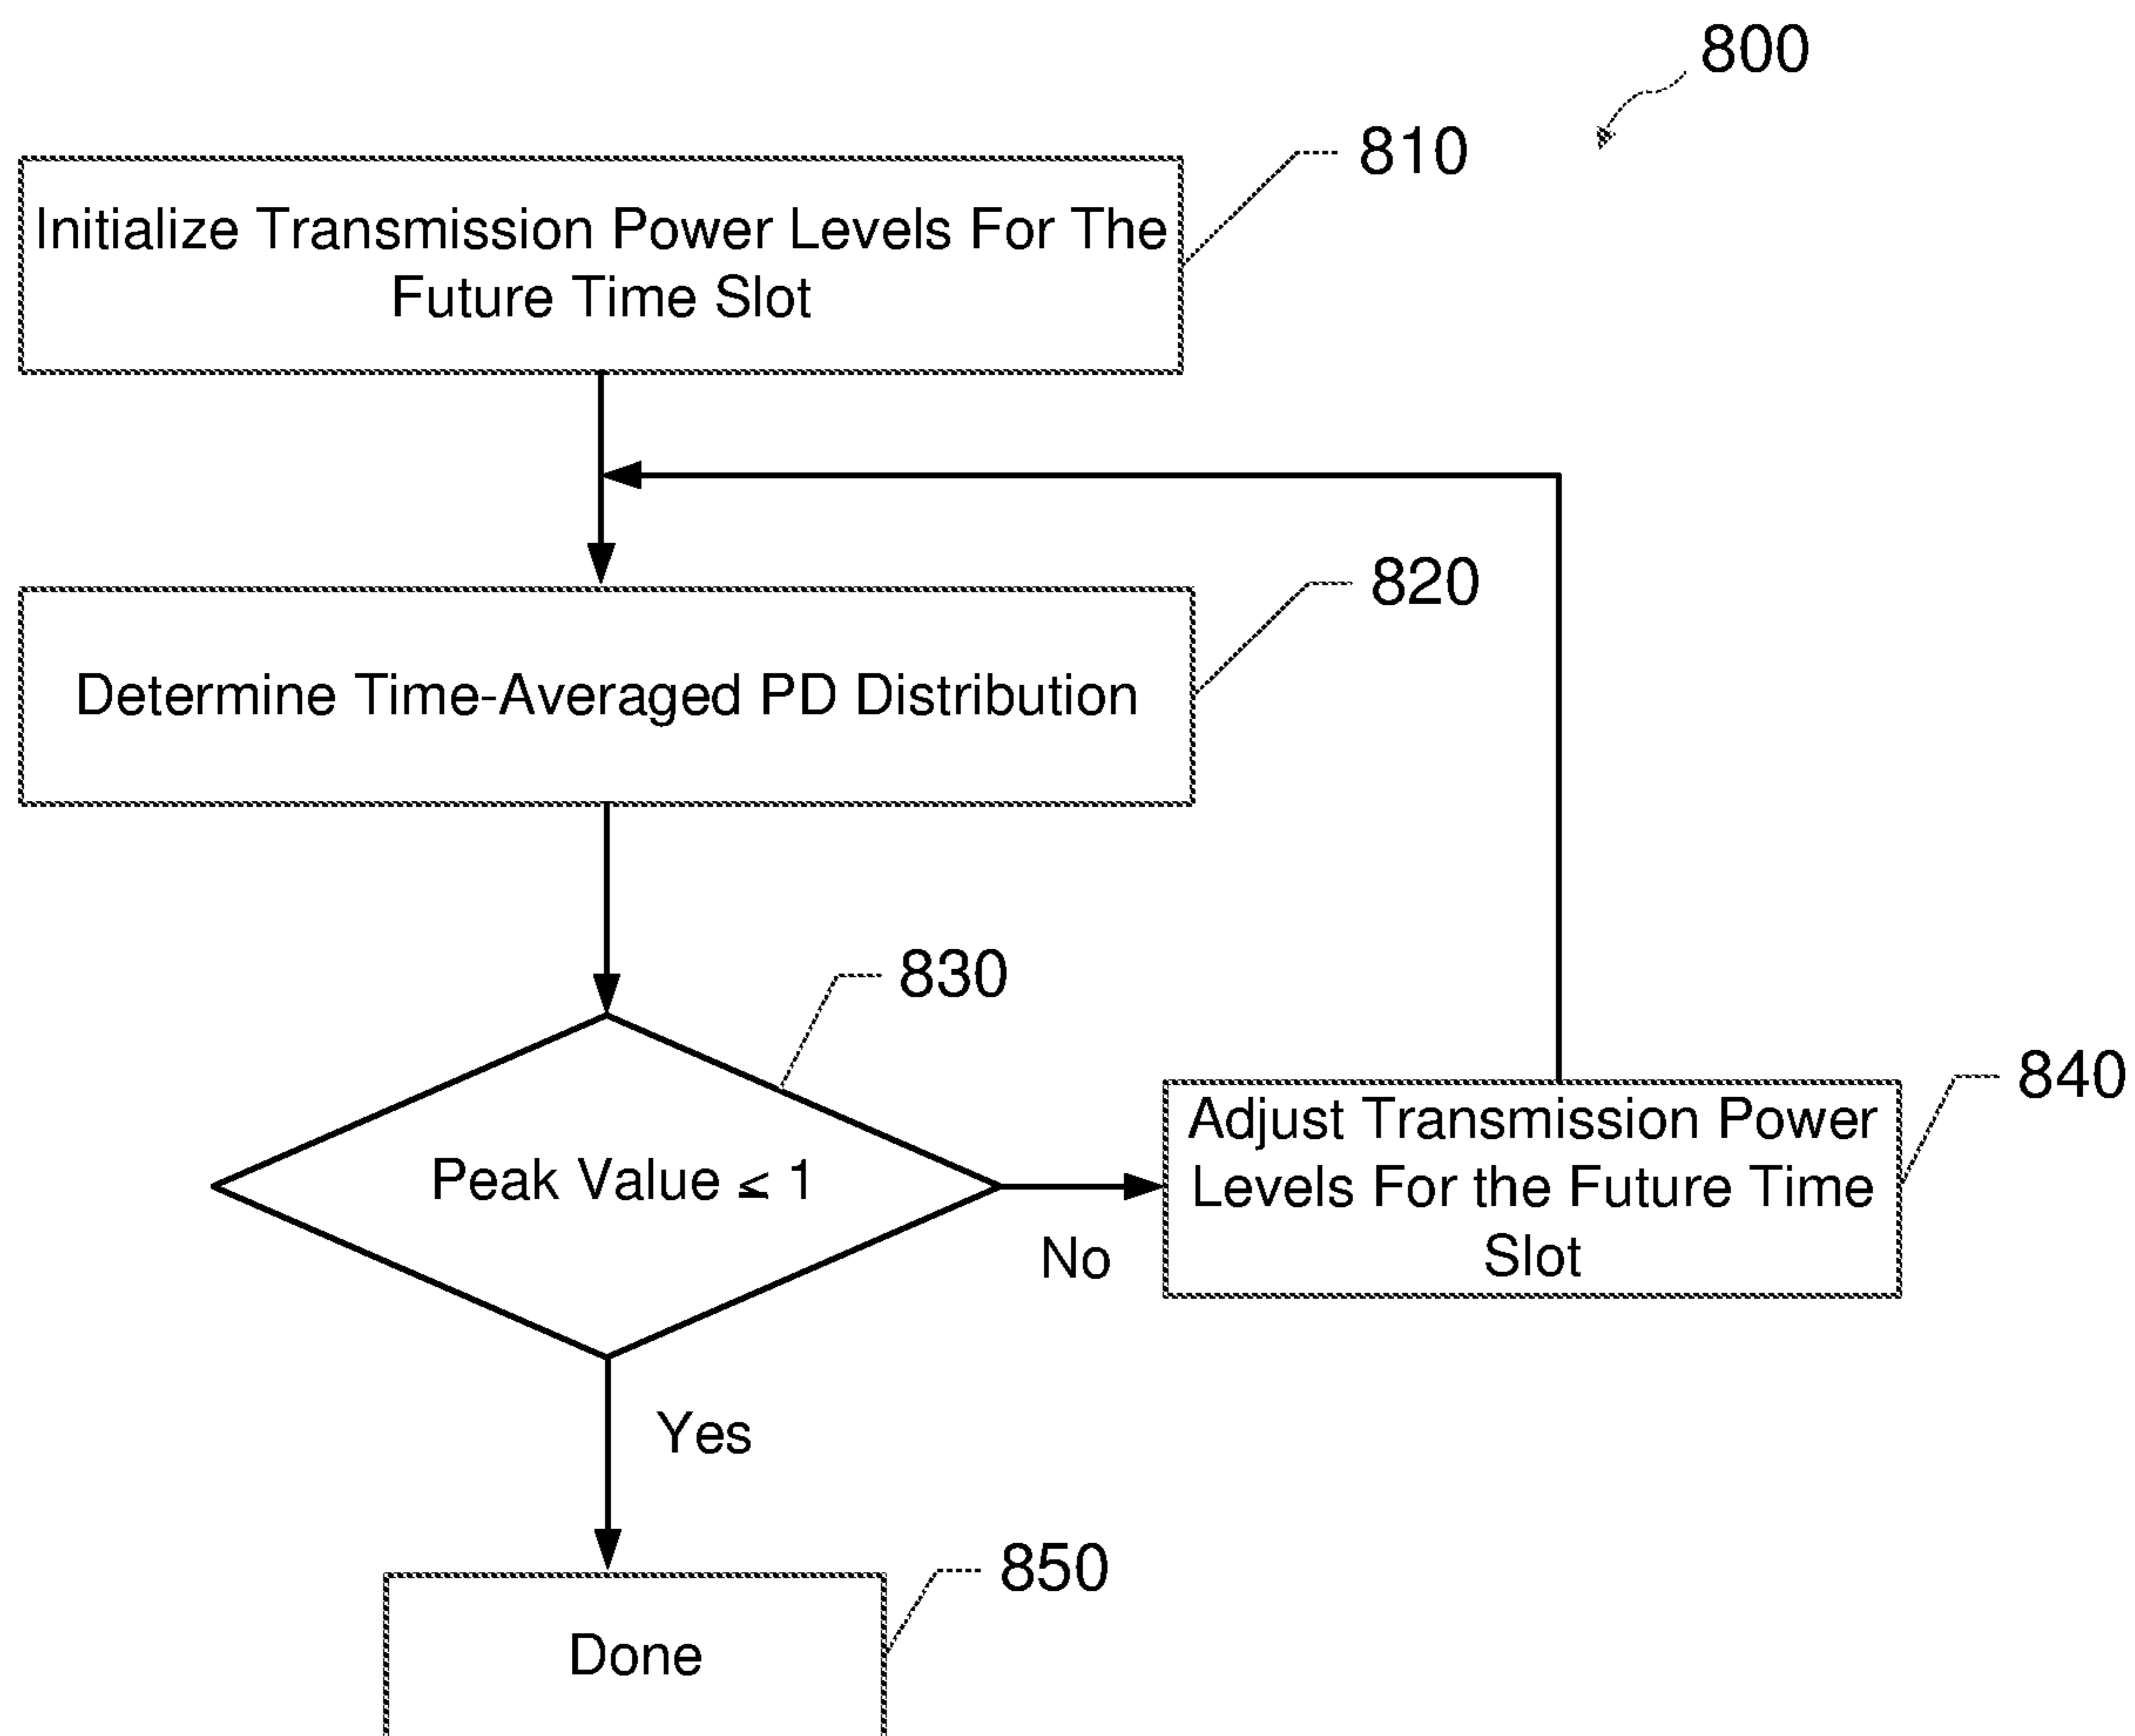 800
810
Initialize Transmission Power Levels For The
Future Time Slot
820
Determine Time-Averaged PD Distribution
830
Peak Value ≤ 1
No
840
Adjust Transmission Power
Levels For the Future Time
Slot
Yes
850
Done